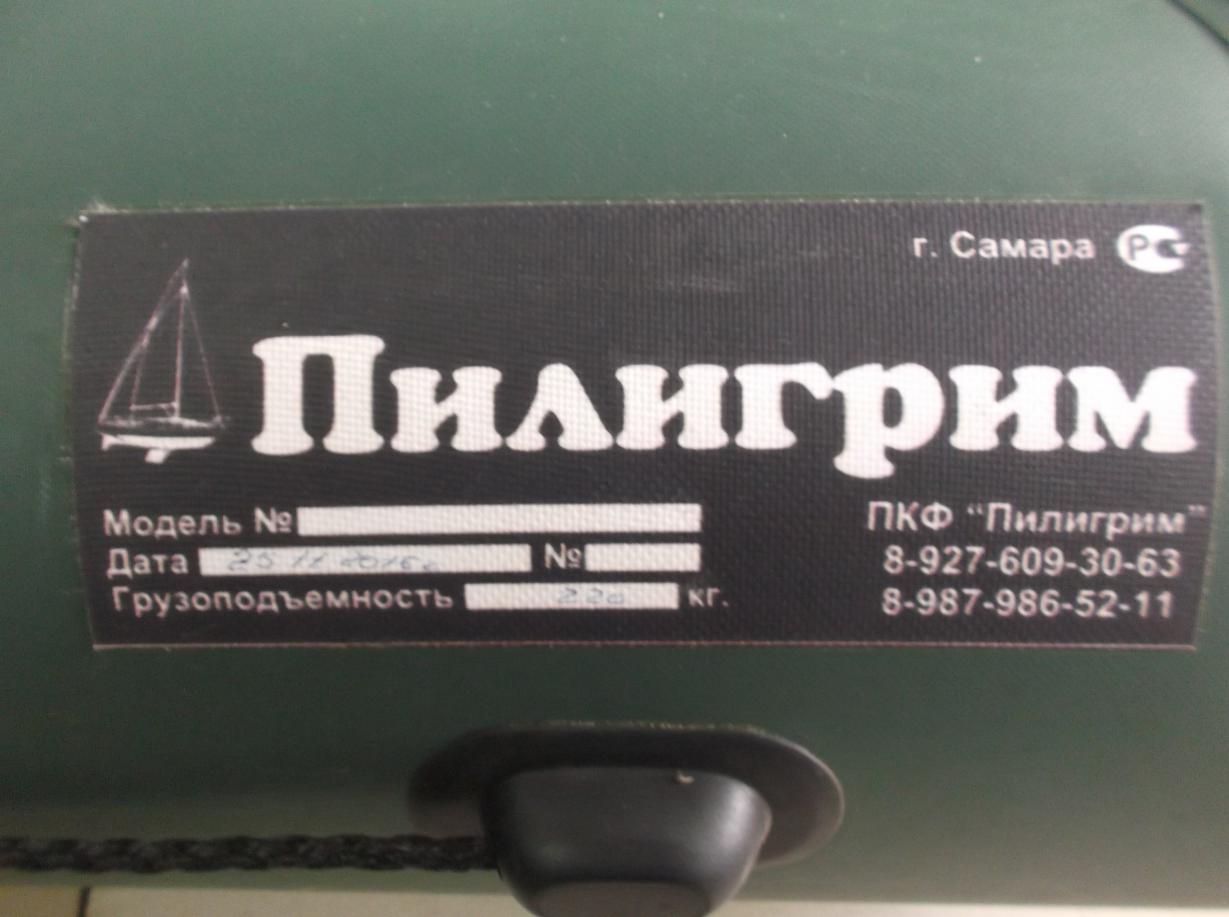 г. Самара РС
Пилигрим
Модель №
Дата 25 11 2016г №
Грузоподъемность 220 кг.
ПКФ "Пилигрим"
8-927-609-30-63
8-987-986-52-11